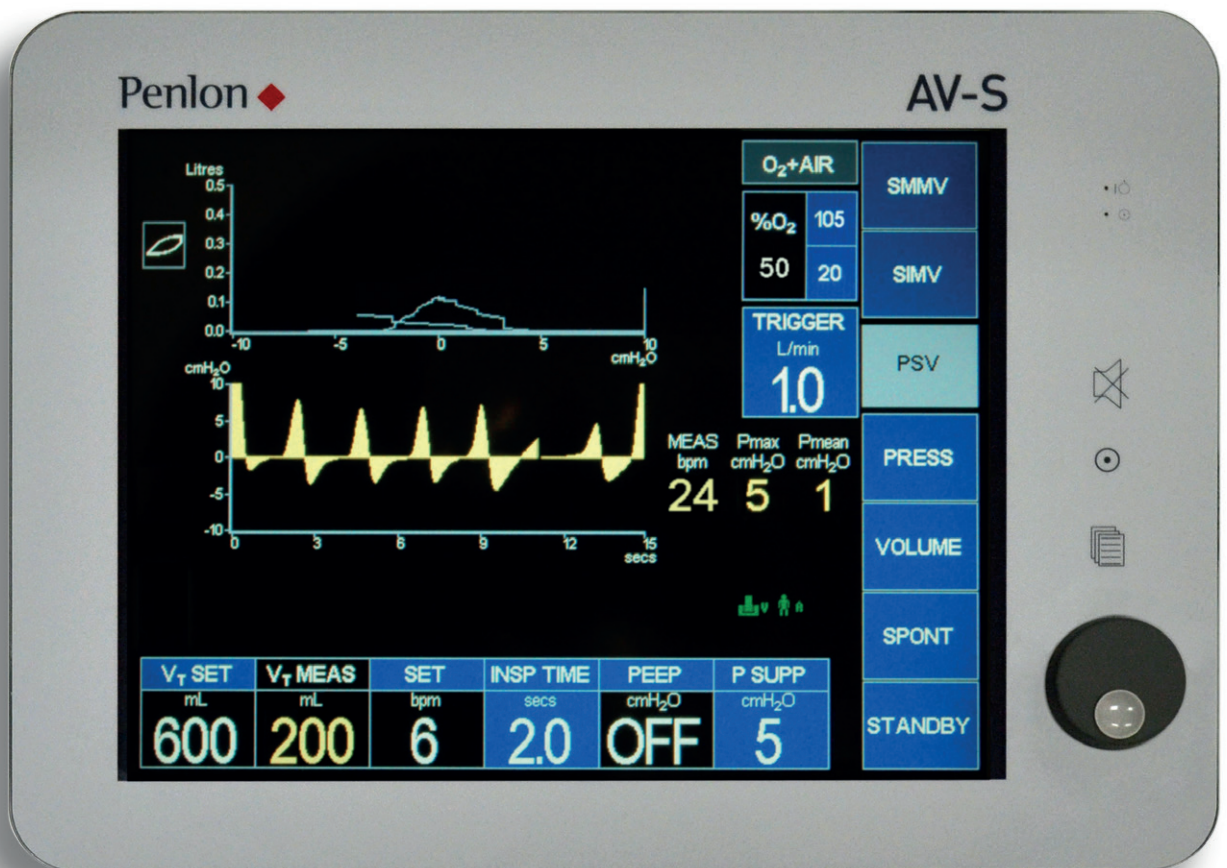 Penlon
AV-S
Litres
0.5
0.4
0.3
0.2
0.1
0.0
-10 -5 0 5 10
cmH₂O
cmH₂O
10
5
0
-5
-10
0 3 6 9 12 15
secs
O₂+AIR
%O₂ 105
50 20
TRIGGER
L/min
1.0
MEAS Pmax Pmean
bpm cmH₂O cmH₂O
24 5 1
V A
SMMV
SIMV
PSV
PRESS
VOLUME
SPONT
STANDBY
V_T SET V_T MEAS SET INSP TIME PEEP P SUPP
mL mL bpm secs cmH₂O cmH₂O
600 200 6 2.0 OFF 5